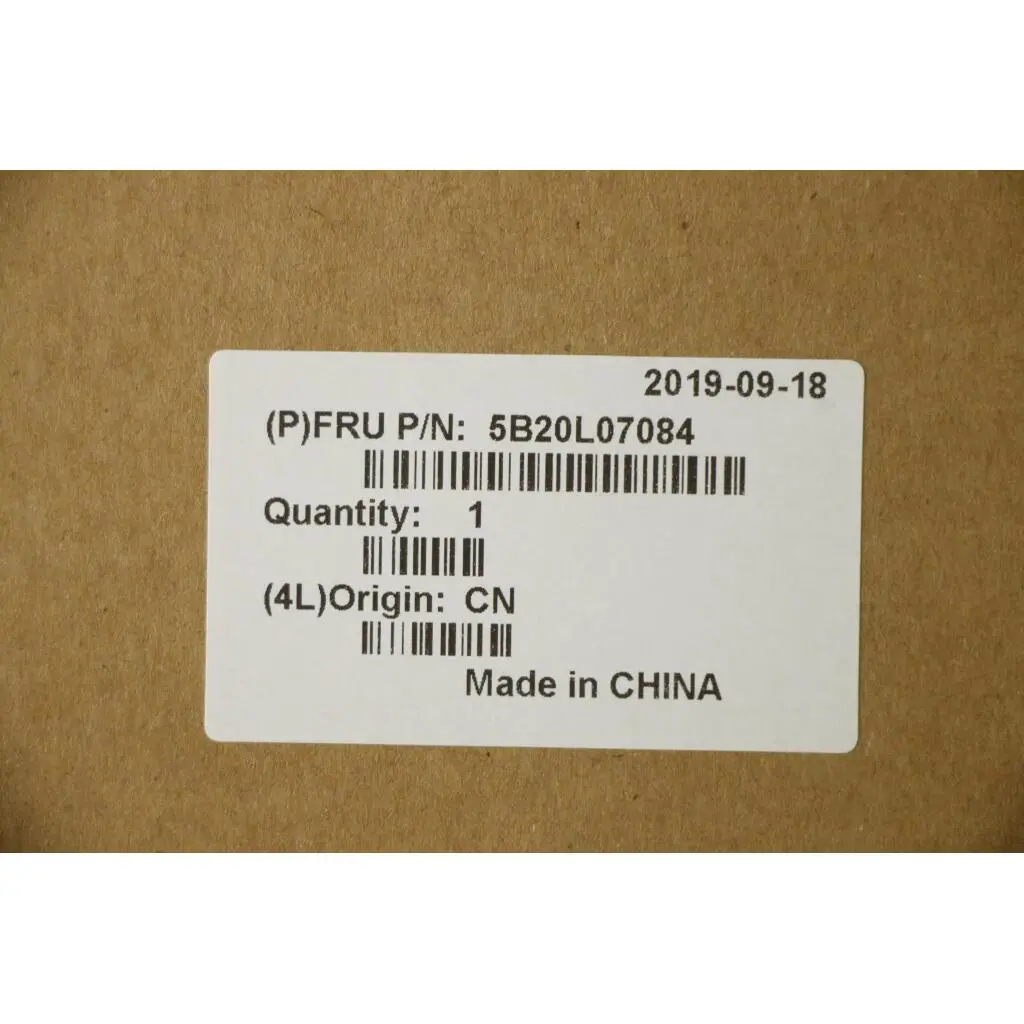 2019-09-18
(P)FRU P/N: 5B20L07084
Quantity: 1
(4L)Origin: CN
Made in CHINA